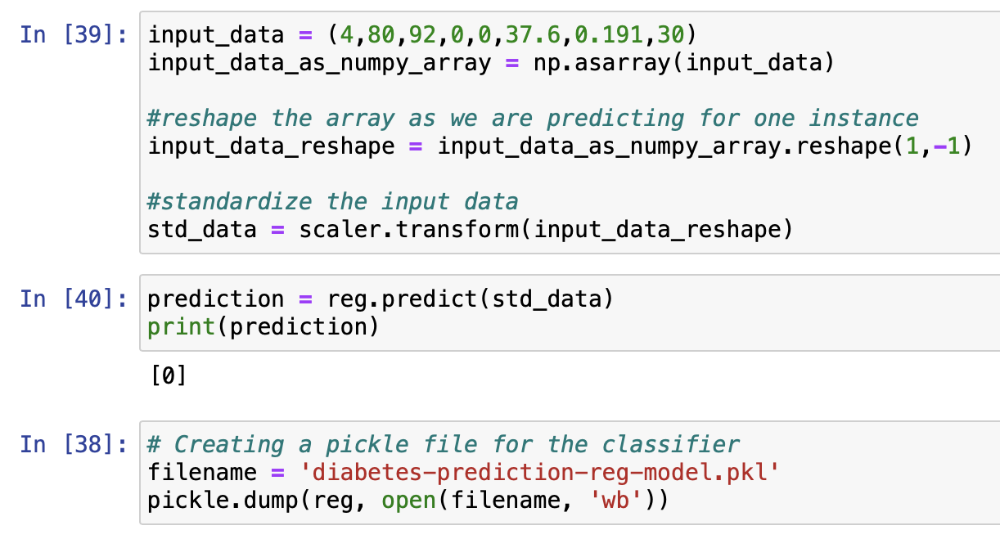 In [39]: input_data = (4,80,92,0,0,37.6,0.191,30)
input_data_as_numpy_array = np.asarray(input_data)
#reshape the array as we are predicting for one instance
input_data_reshape = input_data_as_numpy_array.reshape(1,-1)
#standardize the input data
std_data = scaler.transform(input_data_reshape)
In [40]: prediction = reg.predict(std_data)
print(prediction)
[0]
In [38]: # Creating a pickle file for the classifier
filename = 'diabetes-prediction-reg-model.pkl'
pickle.dump(reg, open(filename, 'wb'))